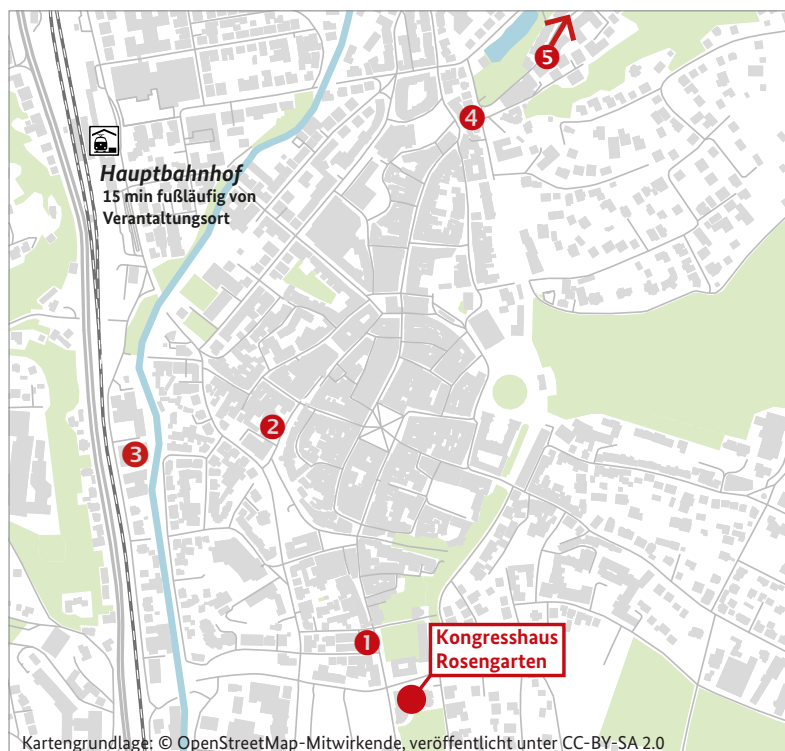 5
4
Hauptbahnhof
15 min fußläufig von
Verantaltungsort
2
3
1
Kongresshaus
Rosengarten
Kartengrundlage: © OpenStreetMap-Mitwirkende, veröffentlicht unter CC-BY-SA 2.0